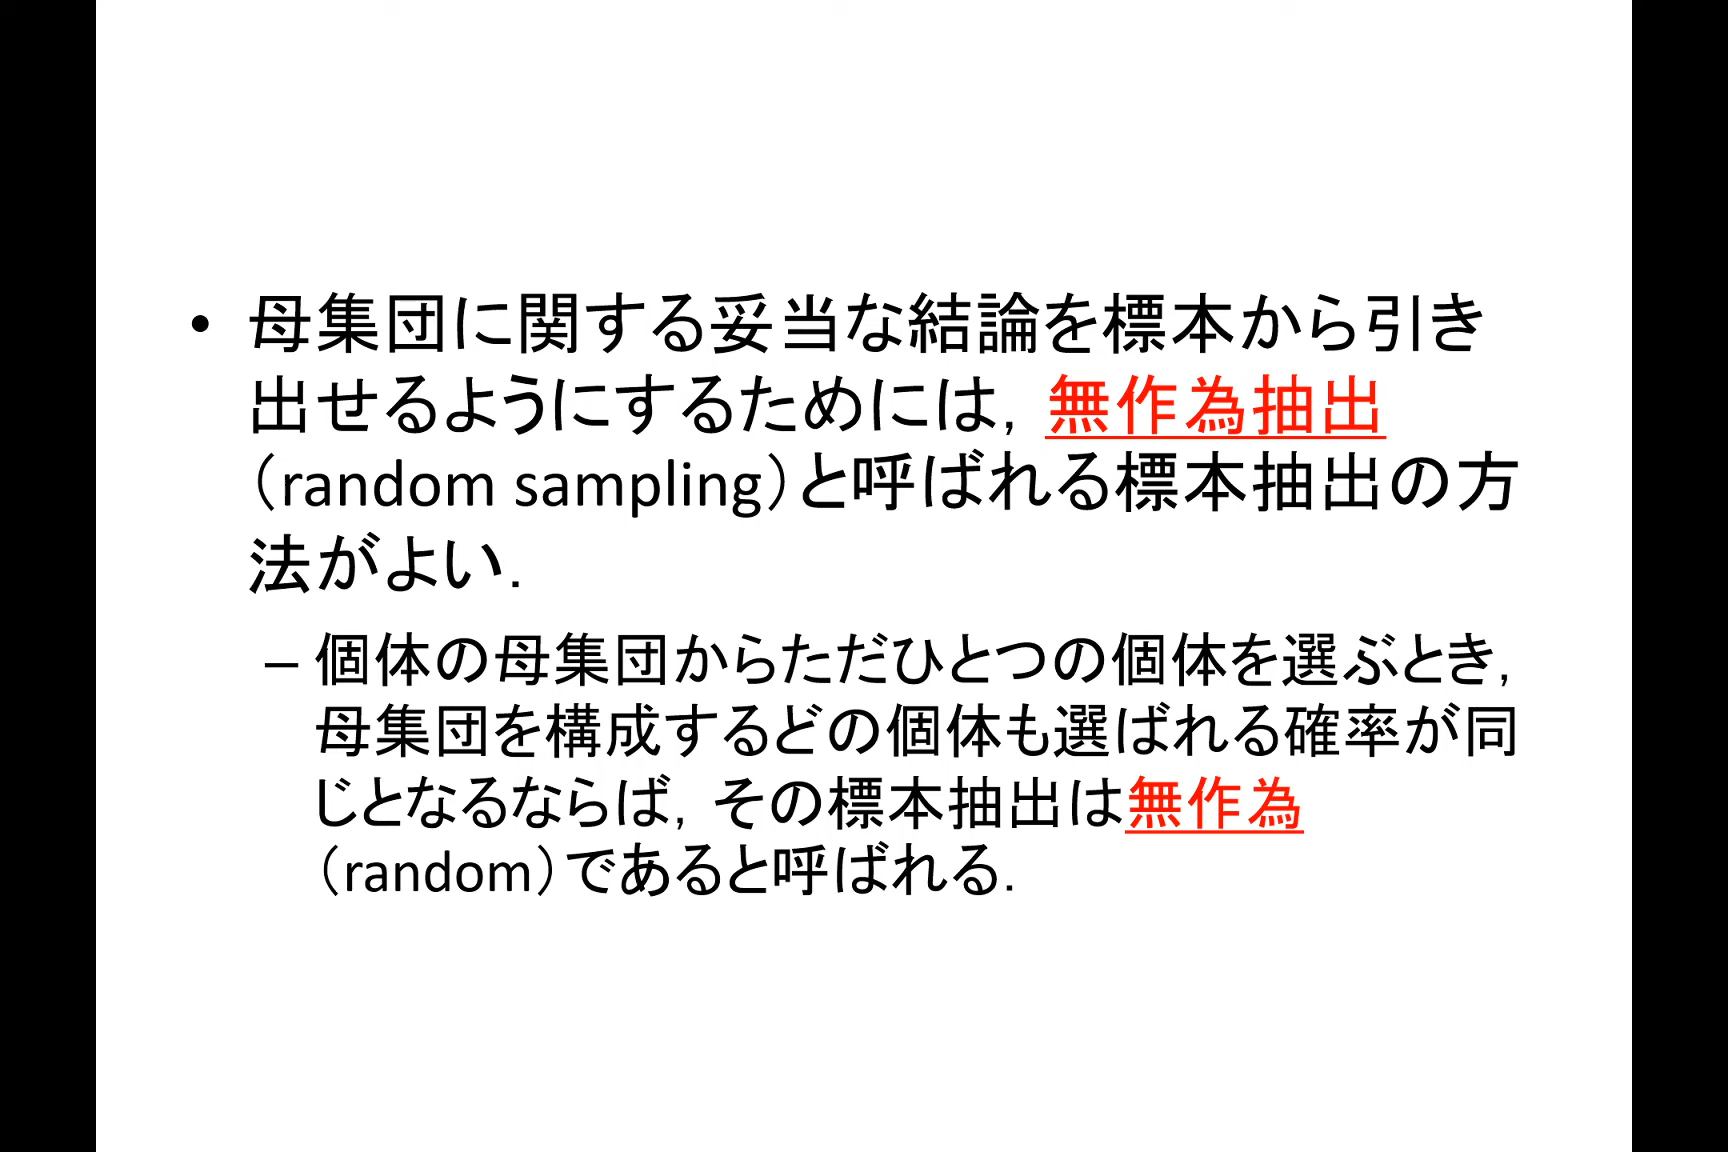 • 母集団に関する妥当な結論を標本から引き
出せるようにするためには，無作為抽出
（random sampling）と呼ばれる標本抽出の方
法がよい．
– 個体の母集団からただひとつの個体を選ぶとき，
母集団を構成するどの個体も選ばれる確率が同
じとなるならば，その標本抽出は無作為
（random）であると呼ばれる．